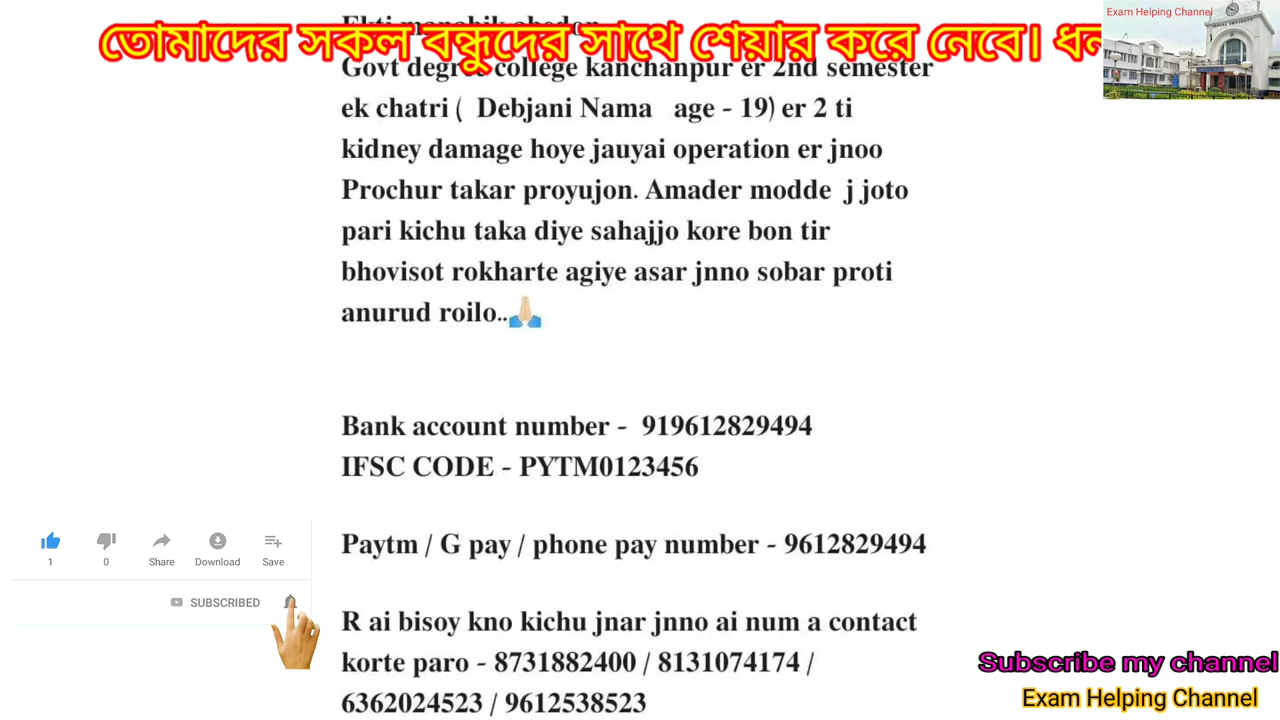 Ekti manabik abedon
তোমাদের সকল বন্ধুদের সাথে শেয়ার করে নেবে। ধন
Exam Helping Channel
Govt degree college kanchanpur er 2nd semester
ek chatri ( Debjani Nama age - 19) er 2 ti
kidney damage hoye jauyai operation er jnoo
Prochur takar proyujon. Amader modde j joto
pari kichu taka diye sahajjo kore bon tir
bhovisot rokharte agiye asar jnno sobar proti
anurud roilo..🙏🏻
Bank account number - 919612829494
IFSC CODE - PYTM0123456
Paytm / G pay / phone pay number - 9612829494
1 0 Share Download Save
SUBSCRIBED
R ai bisoy kno kichu jnar jnno ai num a contact
korte paro - 8731882400 / 8131074174 /
6362024523 / 9612538523
Subscribe my channel
Exam Helping Channel